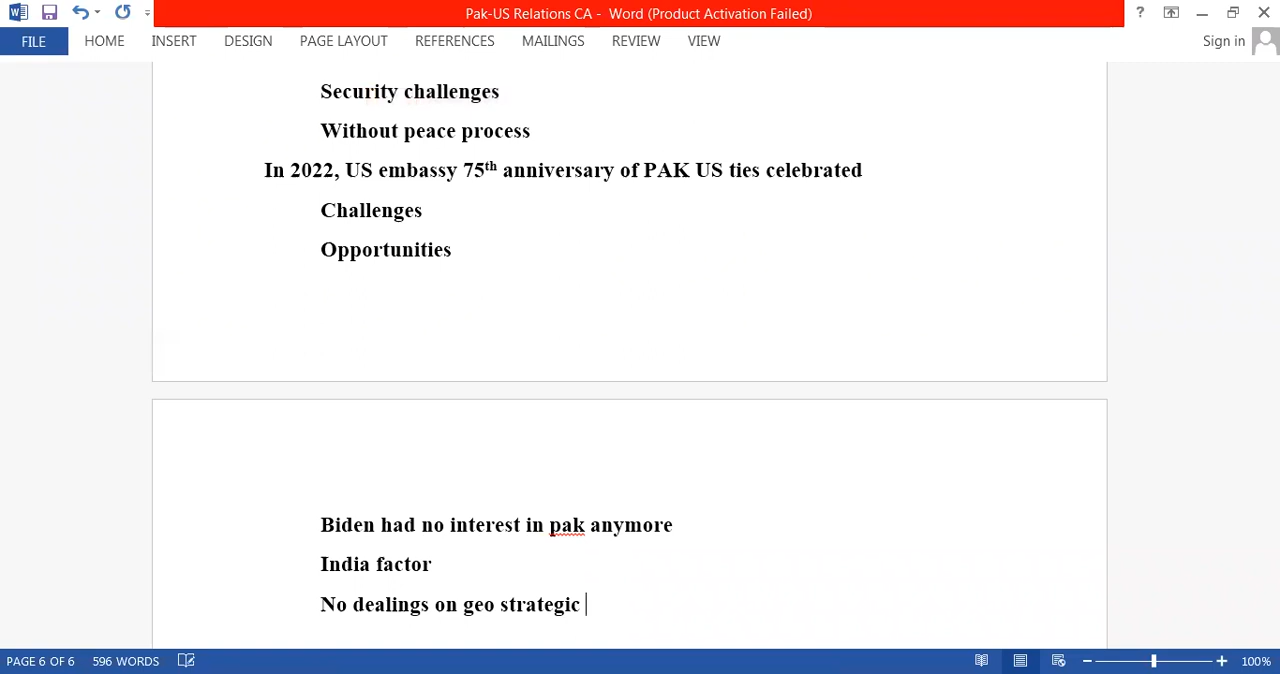 Pak-US Relations CA - Word (Product Activation Failed)
?
FILE HOME INSERT DESIGN PAGE LAYOUT REFERENCES MAILINGS REVIEW VIEW Sign in
Security challenges
Without peace process
In 2022, US embassy 75th anniversary of PAK US ties celebrated
Challenges
Opportunities
Biden had no interest in pak anymore
India factor
No dealings on geo strategic
PAGE 6 OF 6 596 WORDS 100%